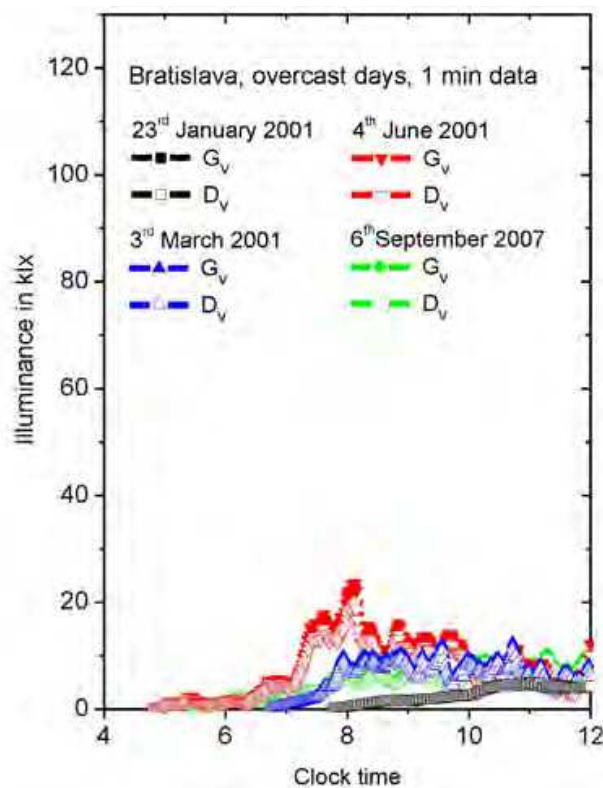 Bratislava, overcast days, 1 min data
23rd January 2001
Gv
Dv
4th June 2001
Gv
Dv
3rd March 2001
Gv
Dv
6th September 2007
Gv
Dv
Illuminance in klx
120
100
80
60
40
20
0
4
6
8
10
12
Clock time